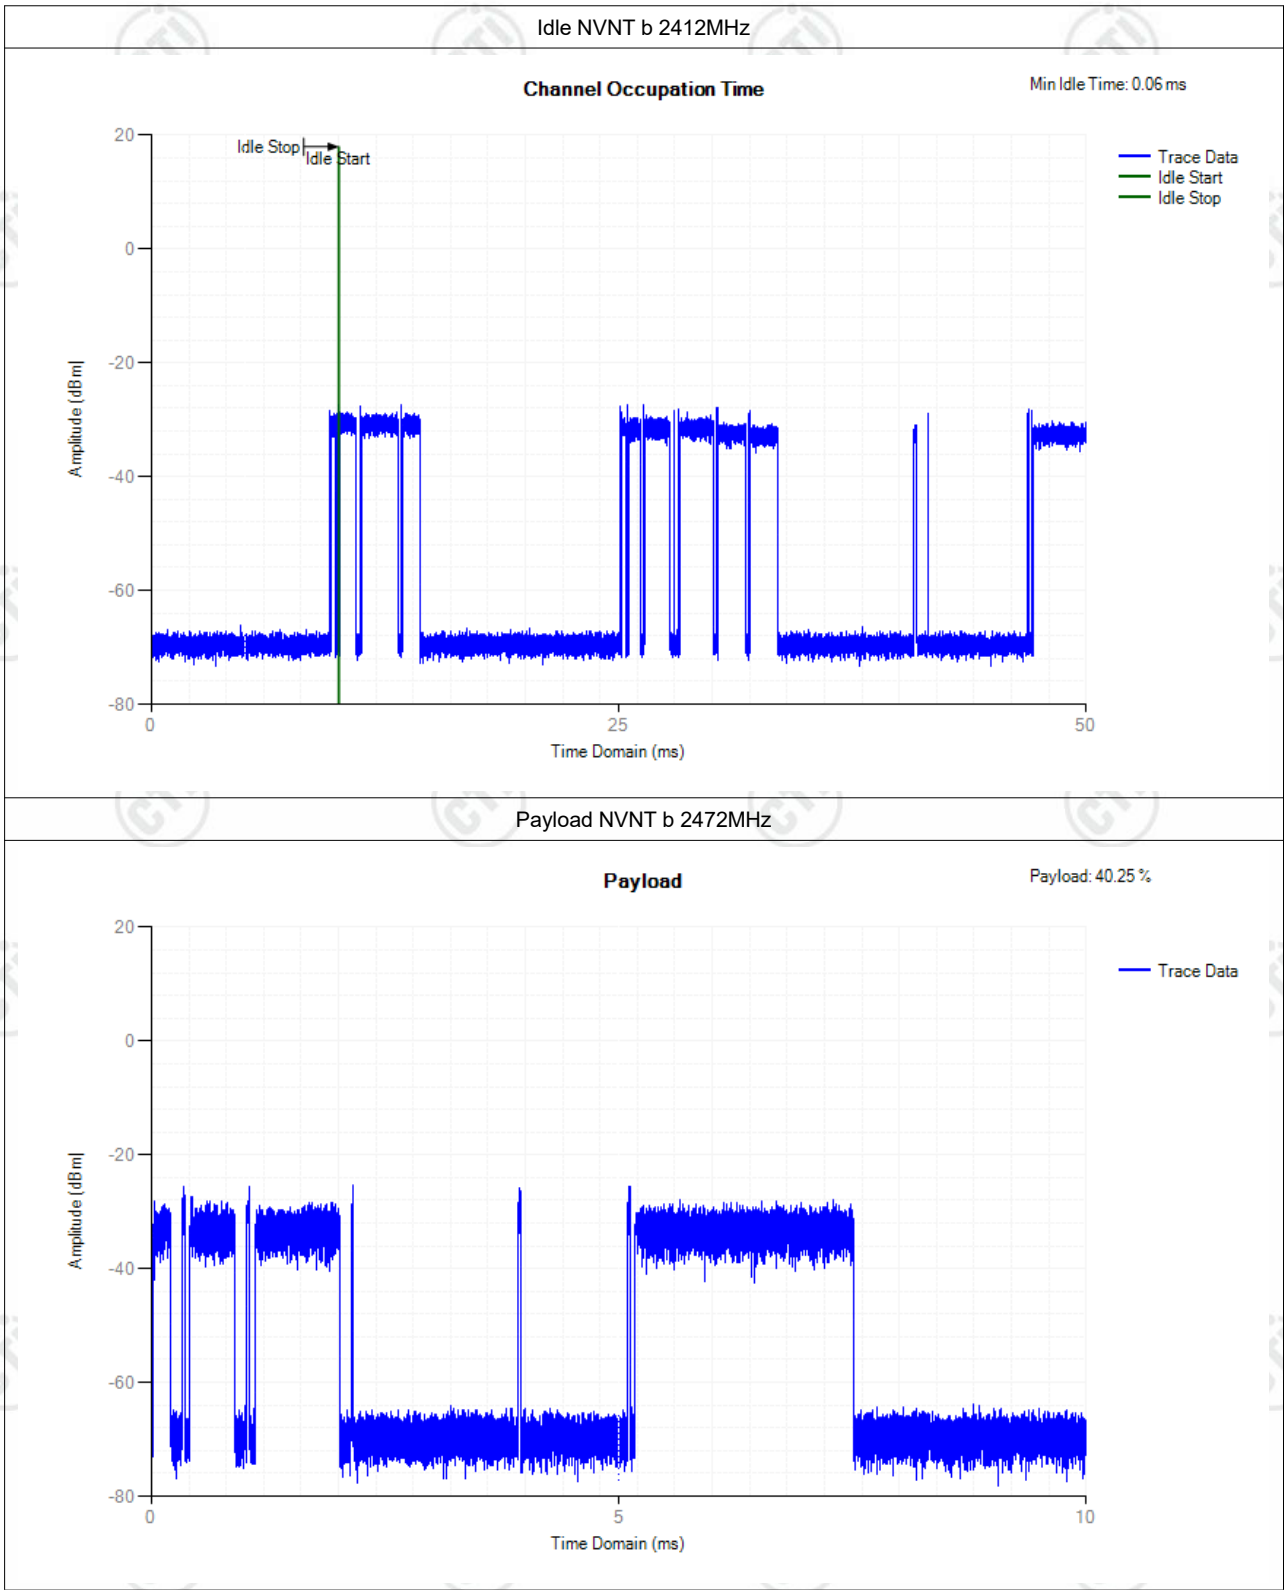 Idle NVNT b 2412MHz
Channel Occupation Time
Min Idle Time: 0.06 ms
20
0
-20
-40
-60
-80
Amplitude (dBm)
Idle Stop
Idle Start
Trace Data
Idle Start
Idle Stop
0
25
50
Time Domain (ms)
Payload NVNT b 2472MHz
Payload
Payload: 40.25 %
20
0
-20
-40
-60
-80
Amplitude (dBm)
Trace Data
0
5
10
Time Domain (ms)